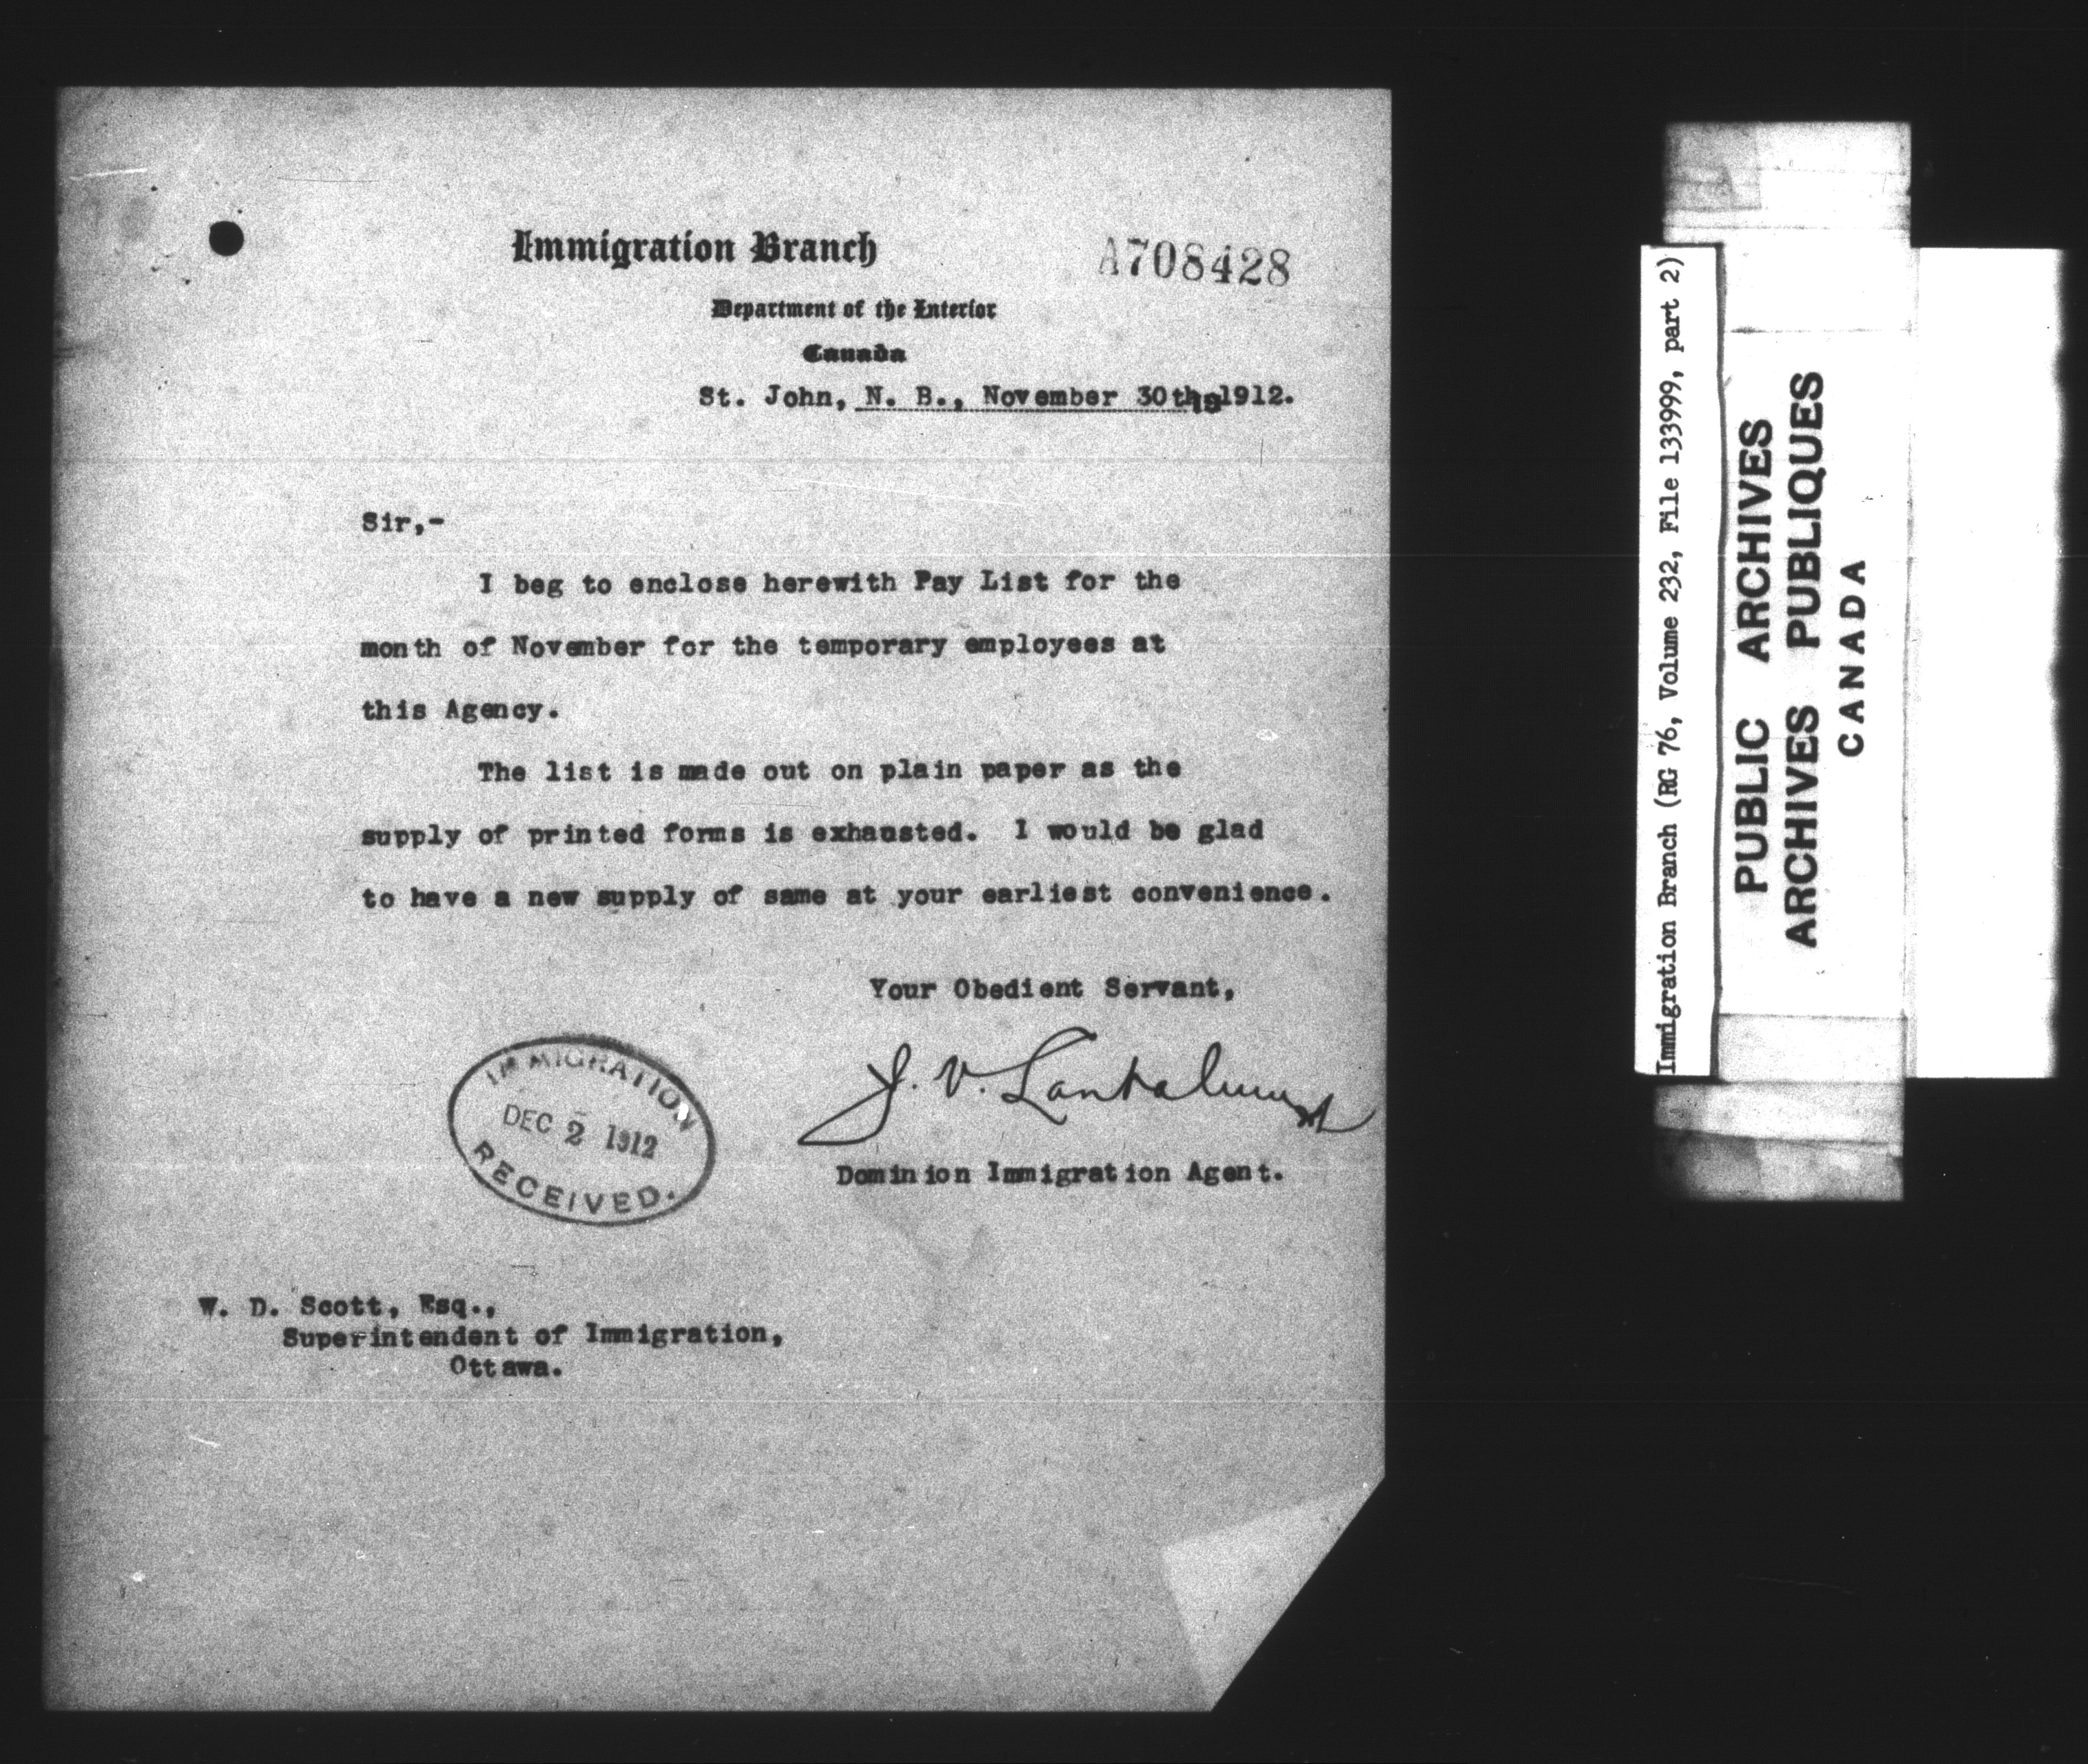 Immigration Branch
A708428
Department of the Interior
Canada
St. John, N. B., November 30th, 1912.
Sir,-
I beg to enclose herewith Pay List for the
month of November for the temporary employees at
this Agency.
The list is made out on plain paper as the
supply of printed forms is exhausted. I would be glad
to have a new supply of same at your earliest convenience.
Your Obedient Servant,
J. V. Lantalum
Dominion Immigration Agent.
IMMIGRATION
DEC 2 1912
RECEIVED.
W. D. Scott, Esq.,
Superintendent of Immigration,
Ottawa.
Immigration Branch (RG 76, Volume 232, File 133999, part 2)
PUBLIC ARCHIVES
ARCHIVES PUBLIQUES
CANADA